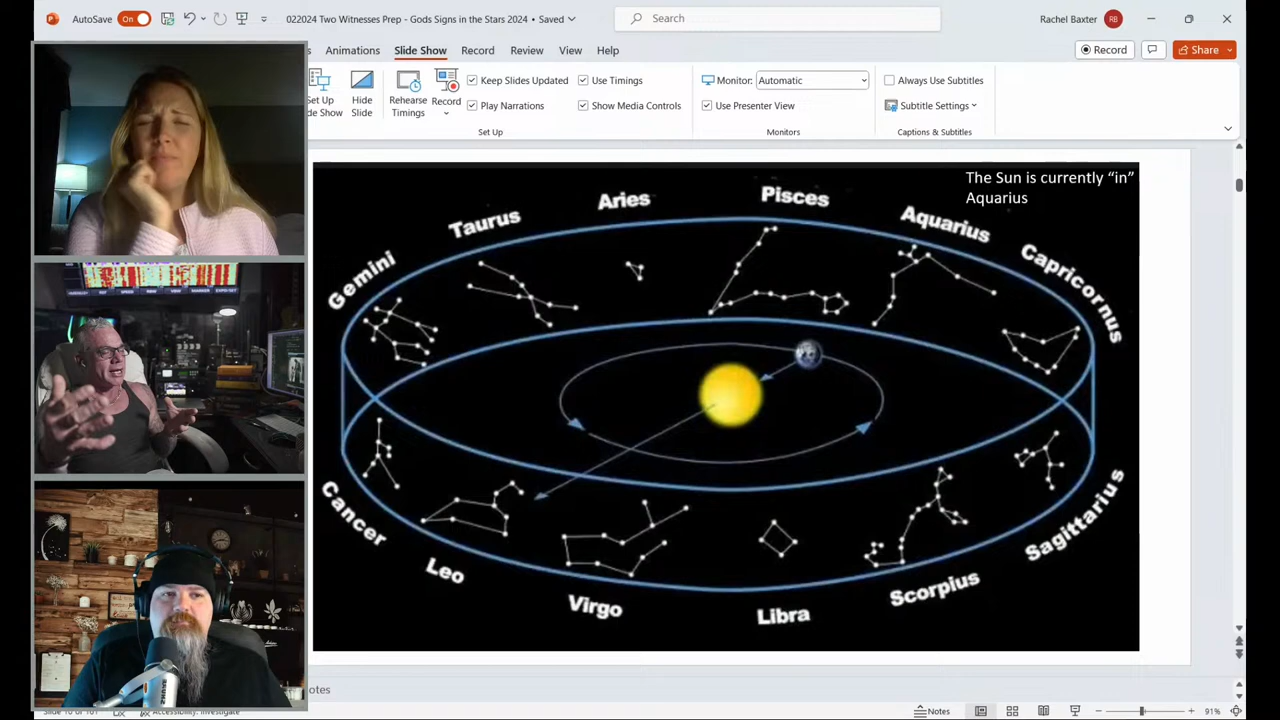 AutoSave On
022024 Two Witnesses Prep - Gods Signs in the Stars 2024 • Saved
Search
Rachel Baxter RB
Animations Slide Show Record Review View Help
Record Share
Set Up
Show
Hide
Slide
Rehearse
Timings
Record
Keep Slides Updated
Use Timings
Play Narrations
Show Media Controls
Set Up
Monitor: Automatic
Use Presenter View
Monitors
Always Use Subtitles
Subtitle Settings
Captions & Subtitles
The Sun is currently “in”
Aquarius
Gemini
Taurus
Aries
Pisces
Aquarius
Capricornus
Cancer
Leo
Virgo
Libra
Scorpius
Sagittarius
otes
Notes
91%